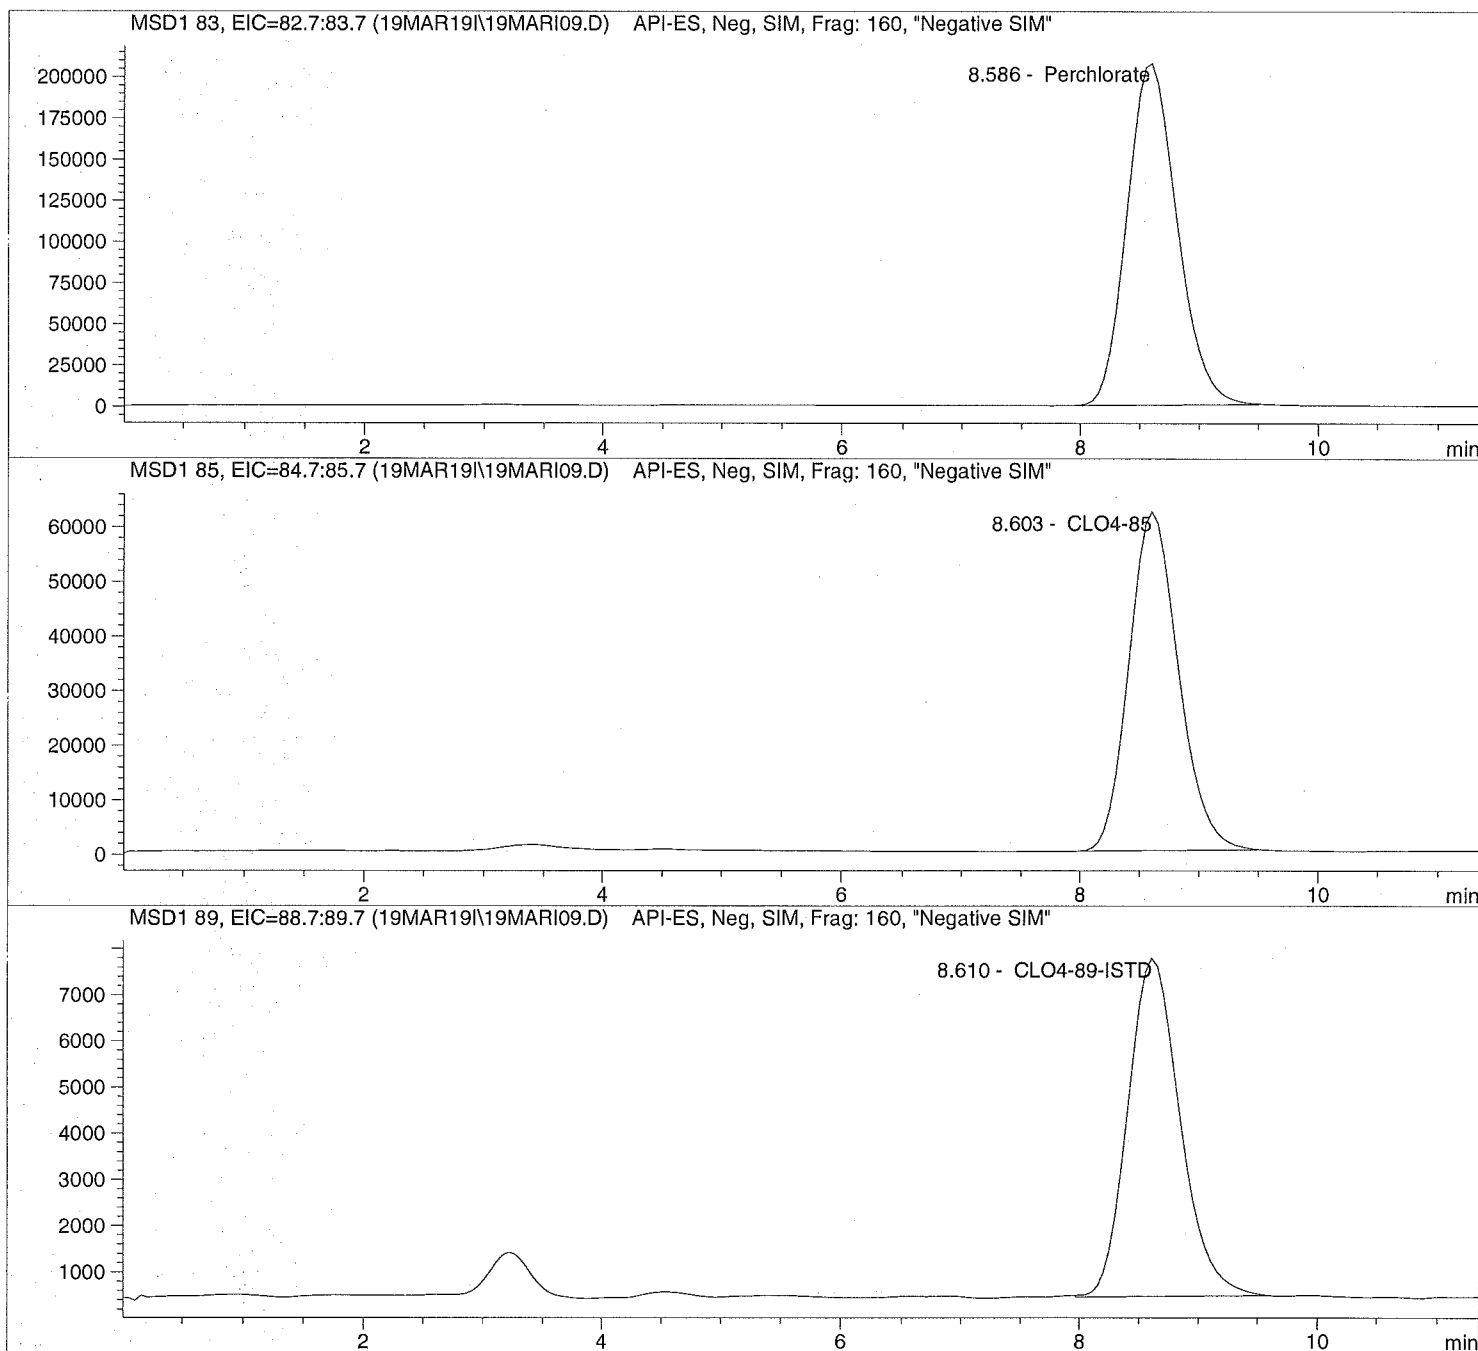 MSD1 83, EIC=82.7:83.7 (19MAR19I\19MARI09.D) API-ES, Neg, SIM, Frag: 160, "Negative SIM"
8.586 - Perchlorate
200000
175000
150000
125000
100000
75000
50000
25000
0
2 4 6 8 10 min
MSD1 85, EIC=84.7:85.7 (19MAR19I\19MARI09.D) API-ES, Neg, SIM, Frag: 160, "Negative SIM"
8.603 - CLO4-85
60000
50000
40000
30000
20000
10000
0
2 4 6 8 10 min
MSD1 89, EIC=88.7:89.7 (19MAR19I\19MARI09.D) API-ES, Neg, SIM, Frag: 160, "Negative SIM"
8.610 - CLO4-89-ISTD
7000
6000
5000
4000
3000
2000
1000
2 4 6 8 10 min